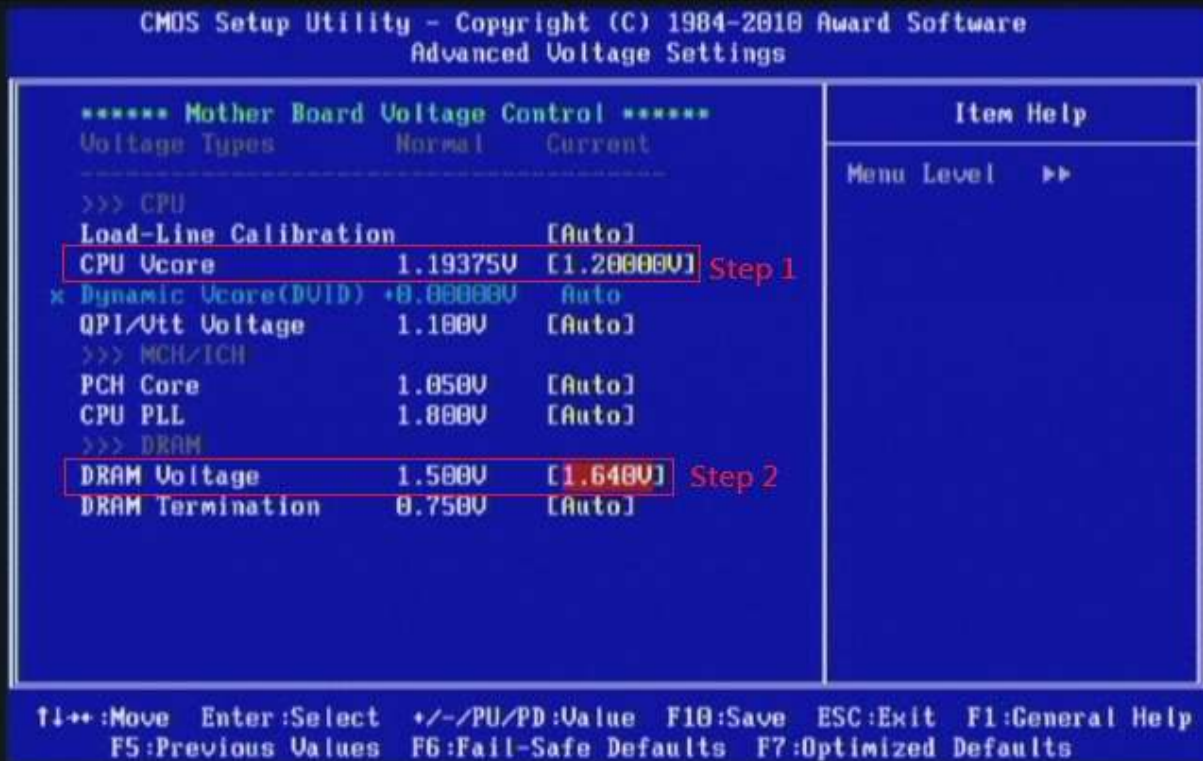 CMOS Setup Utility - Copyright (C) 1984-2010 Award Software
Advanced Voltage Settings
****** Mother Board Voltage Control ******
Voltage Types Normal Current
----------------------------------------
>>> CPU
Load-Line Calibration [Auto]
CPU Vcore 1.19375V [1.20000V] Step 1
x Dynamic Vcore(DVID) +0.00000V Auto
QPI/Vtt Voltage 1.100V [Auto]
>>> MCH/ICH
PCH Core 1.050V [Auto]
CPU PLL 1.800V [Auto]
>>> DRAM
DRAM Voltage 1.500V [1.640V] Step 2
DRAM Termination 0.750V [Auto]
Item Help
Menu Level ▶▶
↑↓→←:Move Enter:Select +/-/PU/PD:Value F10:Save ESC:Exit F1:General Help
F5:Previous Values F6:Fail-Safe Defaults F7:Optimized Defaults